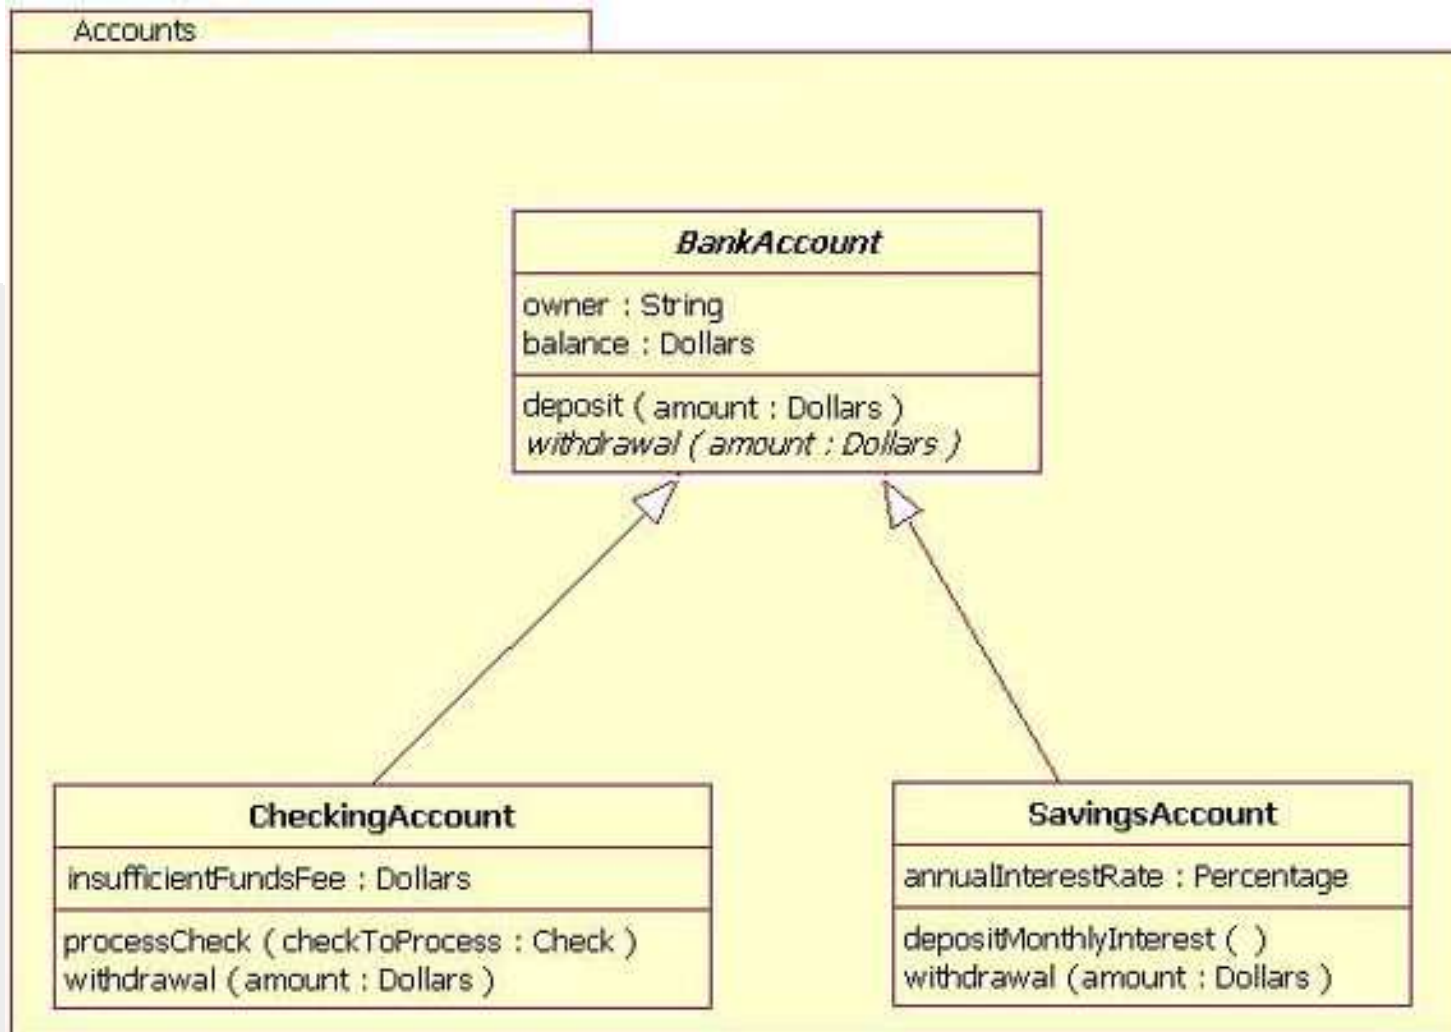 Accounts
BankAccount
owner : String
balance : Dollars
deposit ( amount : Dollars )
withdrawal ( amount : Dollars )
CheckingAccount
insufficientFundsFee : Dollars
processCheck ( checkToProcess : Check )
withdrawal ( amount : Dollars )
SavingsAccount
annualInterestRate : Percentage
depositMonthlyInterest ( )
withdrawal ( amount : Dollars )